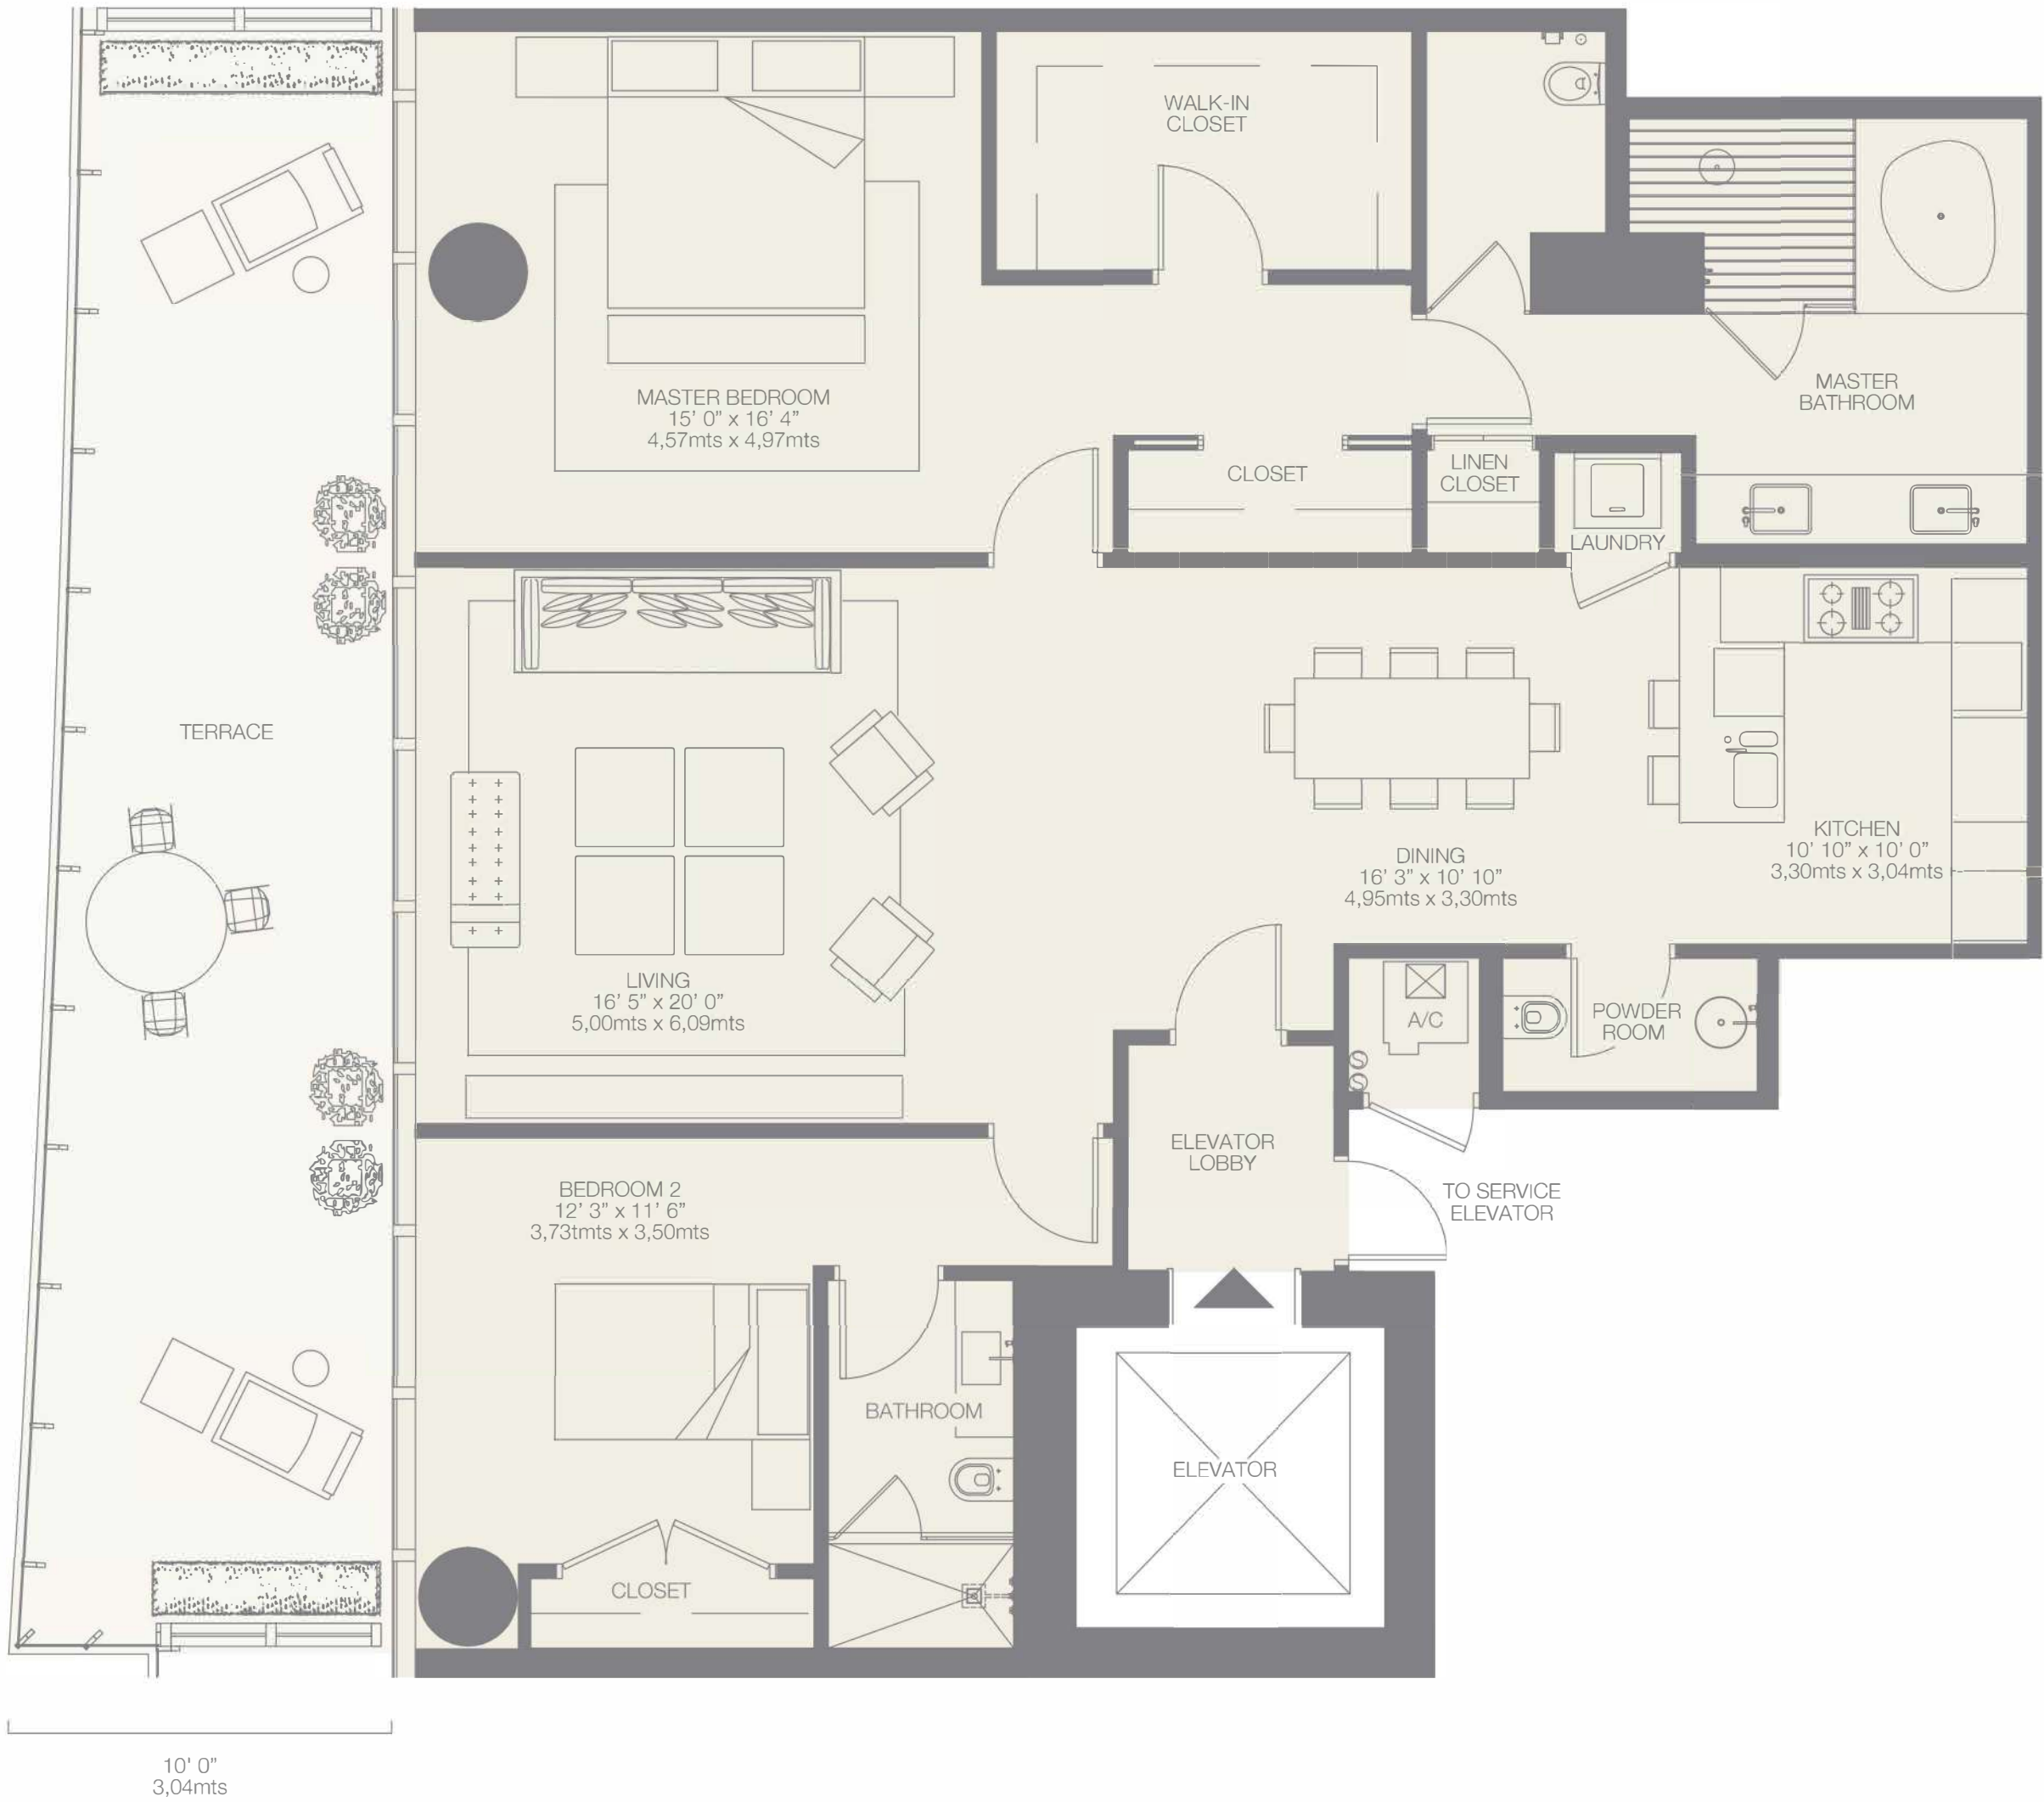 WALK-IN
CLOSET
MASTER BEDROOM
15’ 0” x 16’ 4”
4,57mts x 4,97mts
MASTER
BATHROOM
CLOSET
LINEN
CLOSET
LAUNDRY
TERRACE
KITCHEN
10’ 10” x 10’ 0”
3,30mts x 3,04mts
DINING
16’ 3” x 10’ 10”
4,95mts x 3,30mts
LIVING
16’ 5” x 20’ 0”
5,00mts x 6,09mts
A/C
POWDER
ROOM
ELEVATOR
LOBBY
TO SERVICE
ELEVATOR
BEDROOM 2
12’ 3” x 11’ 6”
3,73tmts x 3,50mts
BATHROOM
ELEVATOR
CLOSET
10' 0”
3,04mts